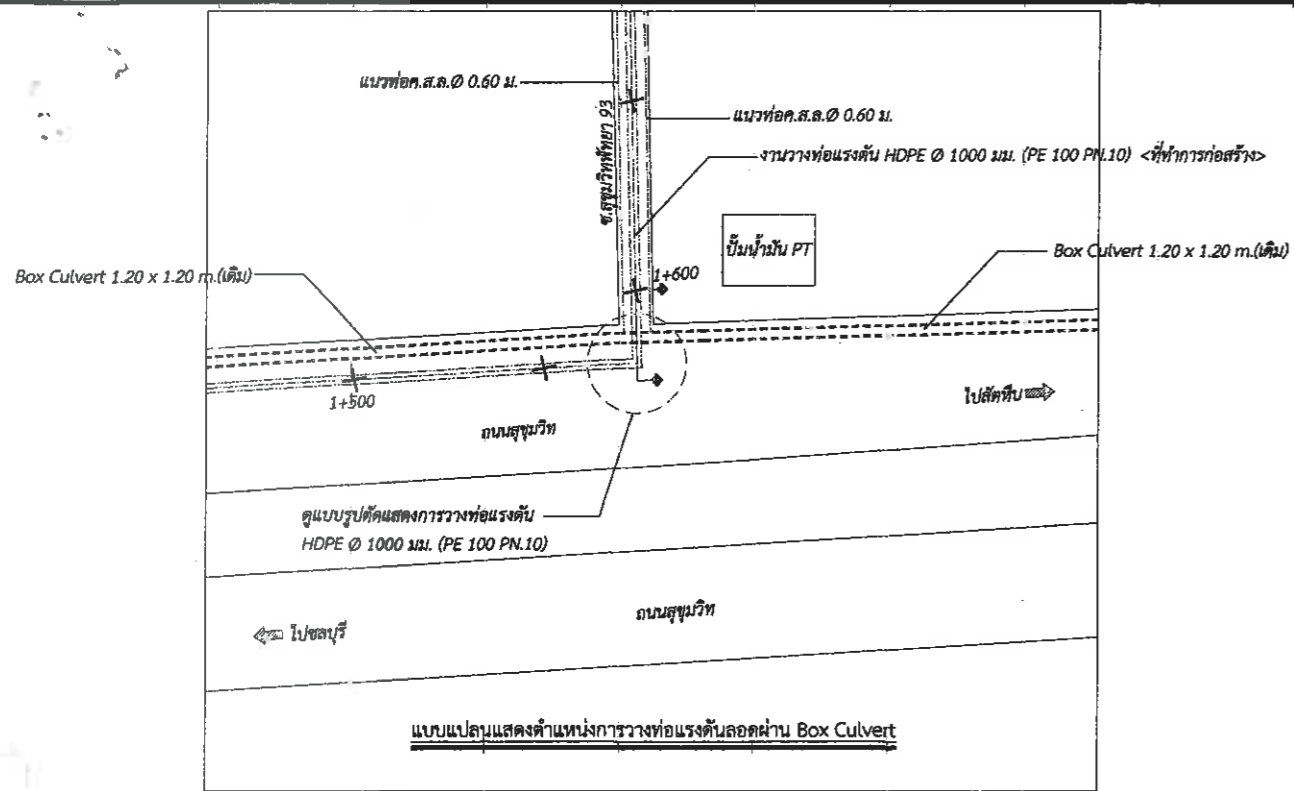 แนวท่อค.ส.ล.Ø 0.60 ม.
แนวท่อค.ส.ล.Ø 0.60 ม.
ซ.สุขุมวิทพัทยา 93
งานวางท่อแรงดัน HDPE Ø 1000 มม. (PE 100 PN.10) <ที่ทำการก่อสร้าง>
ปั๊มน้ำมัน PT
Box Culvert 1.20 x 1.20 m.(เดิม)
Box Culvert 1.20 x 1.20 m.(เดิม)
1+600
1+500
ไปสัตหีบ
ถนนสุขุมวิท
ดูแบบรูปตัดแสดงการวางท่อแรงดัน
HDPE Ø 1000 มม. (PE 100 PN.10)
ถนนสุขุมวิท
ไปชลบุรี
แบบแปลนแสดงตำแหน่งการวางท่อแรงดันลอดผ่าน Box Culvert